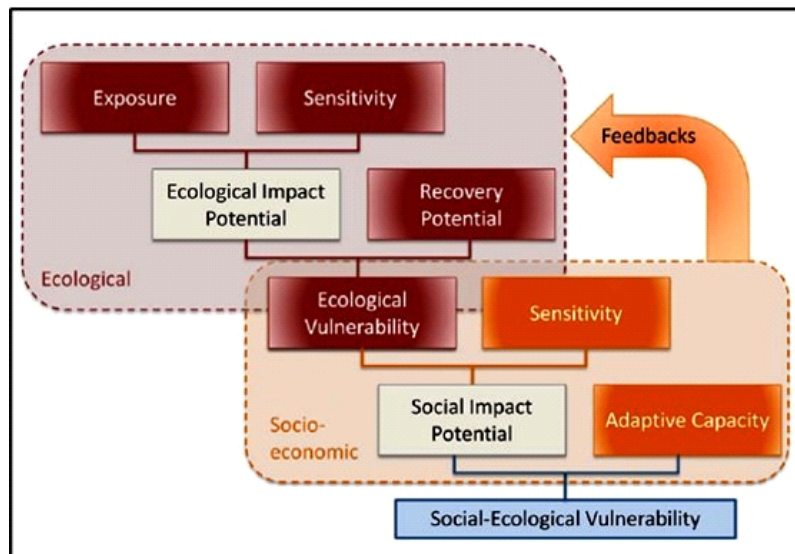 Exposure
Sensitivity
Feedbacks
Ecological Impact
Potential
Recovery
Potential
Ecological
Ecological
Vulnerability
Sensitivity
Social Impact
Potential
Adaptive Capacity
Socio-
economic
Social-Ecological Vulnerability